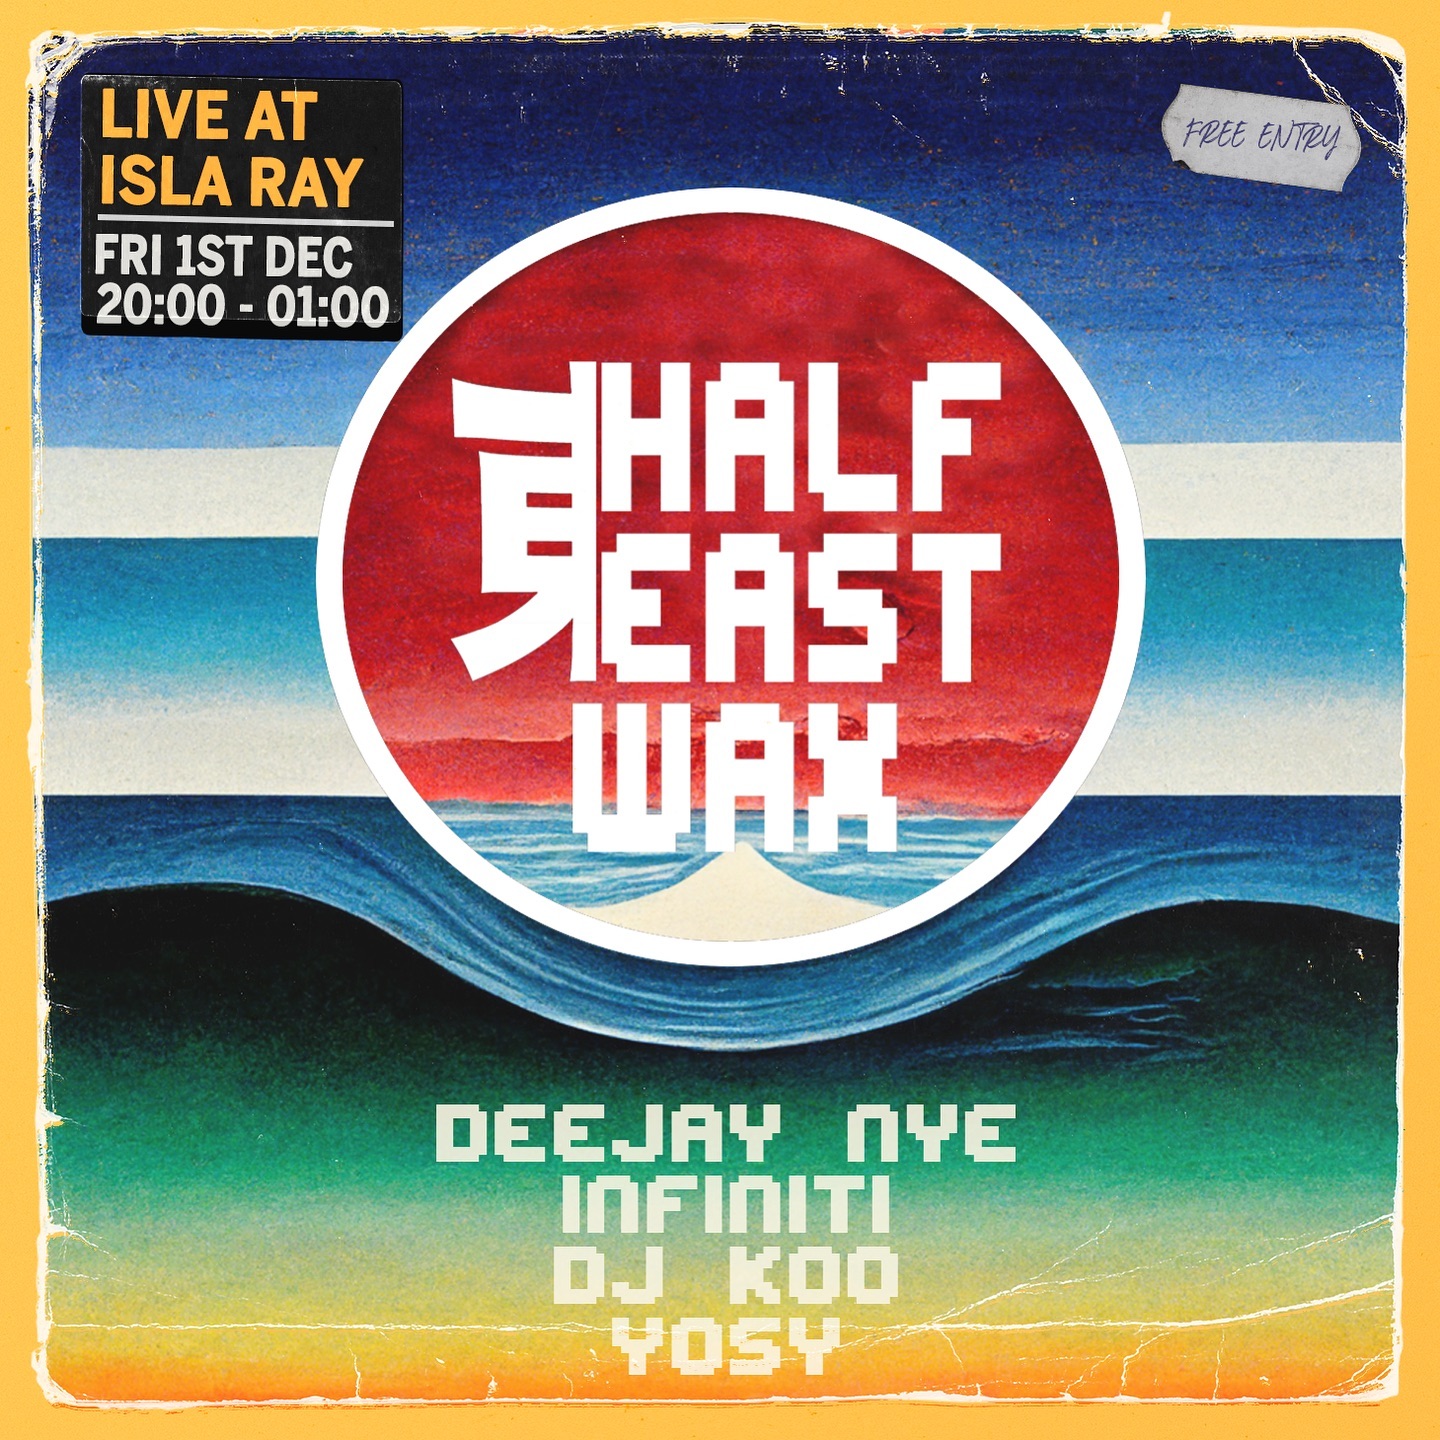 LIVE AT
ISLA RAY
FRI 1ST DEC
20:00 - 01:00
FREE ENTRY
HALF
EAST
WAX
DEEJAY NYE
INFINITI
DJ KOO
YOSY